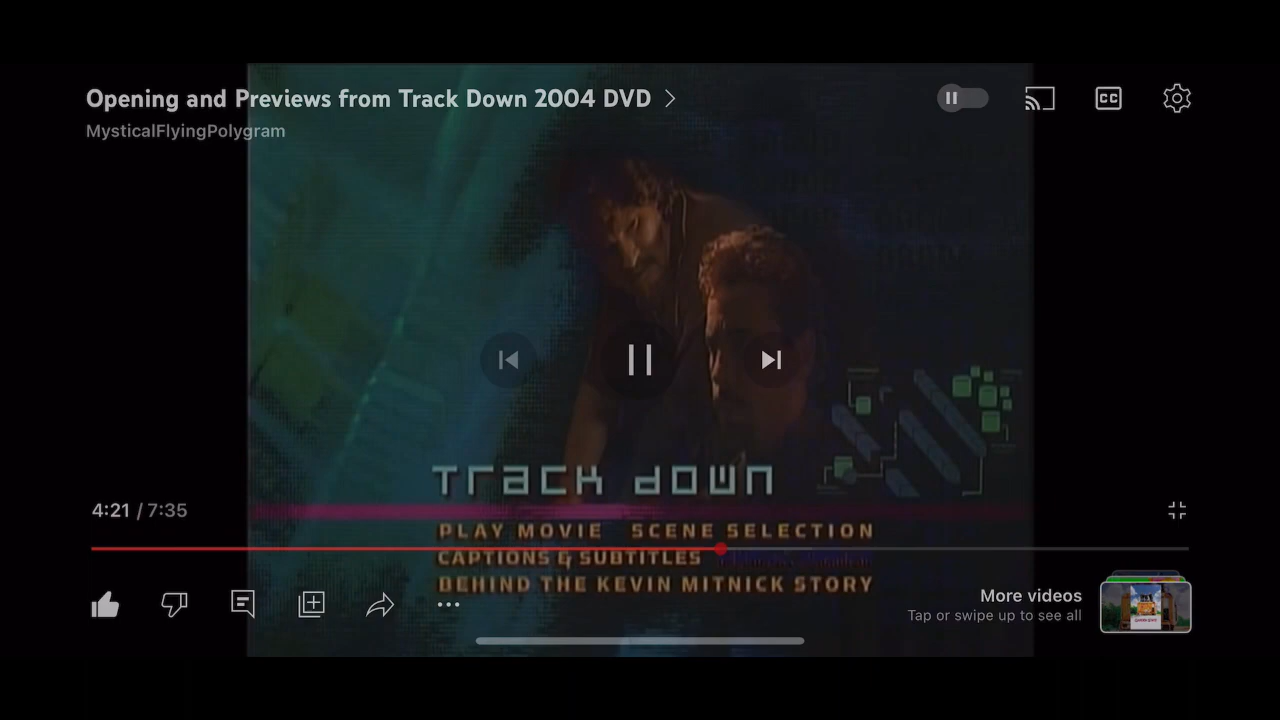 Opening and Previews from Track Down 2004 DVD
MysticalFlyingPolygram
CC
Track Down
4:21 / 7:35
PLAY MOVIE SCENE SELECTION
CAPTIONS & SUBTITLES
BEHIND THE KEVIN MITNICK STORY
More videos
Tap or swipe up to see all